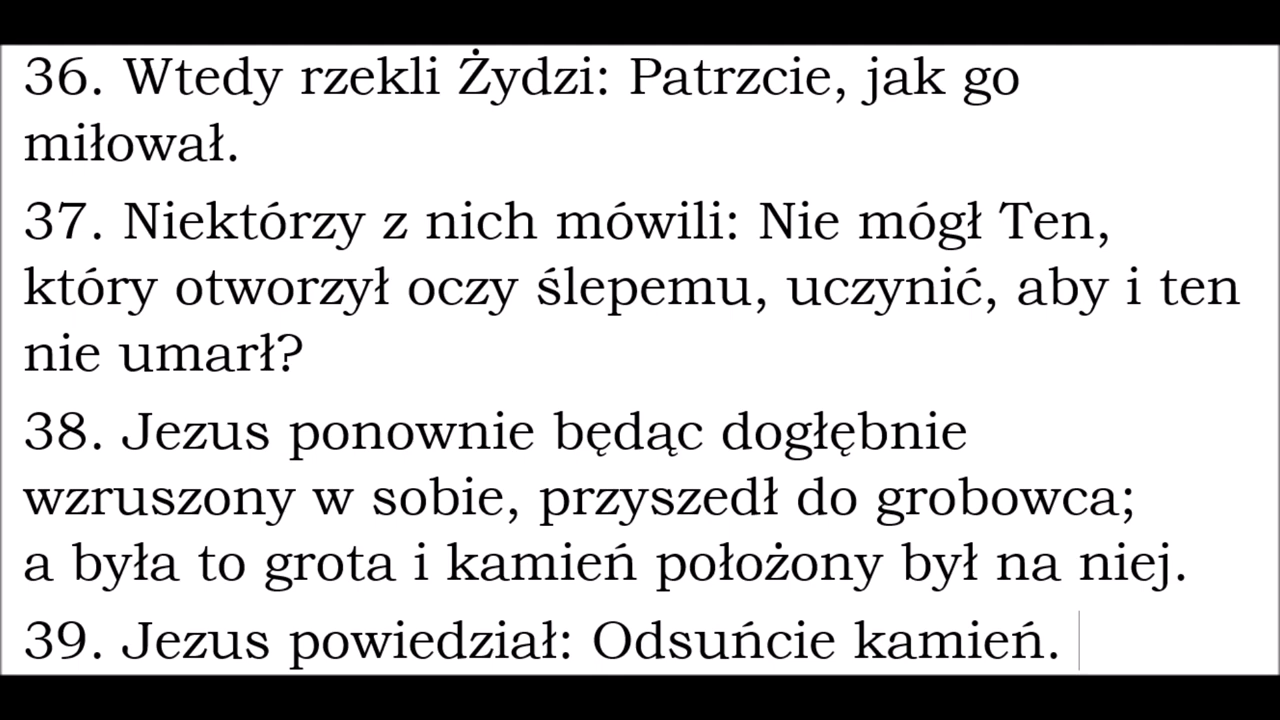 36. Wtedy rzekli Żydzi: Patrzcie, jak go
miłował.
37. Niektórzy z nich mówili: Nie mógł Ten,
który otworzył oczy ślepemu, uczynić, aby i ten
nie umarł?
38. Jezus ponownie będąc dogłębnie
wzruszony w sobie, przyszedł do grobowca;
a była to grota i kamień położony był na niej.
39. Jezus powiedział: Odsuńcie kamień.